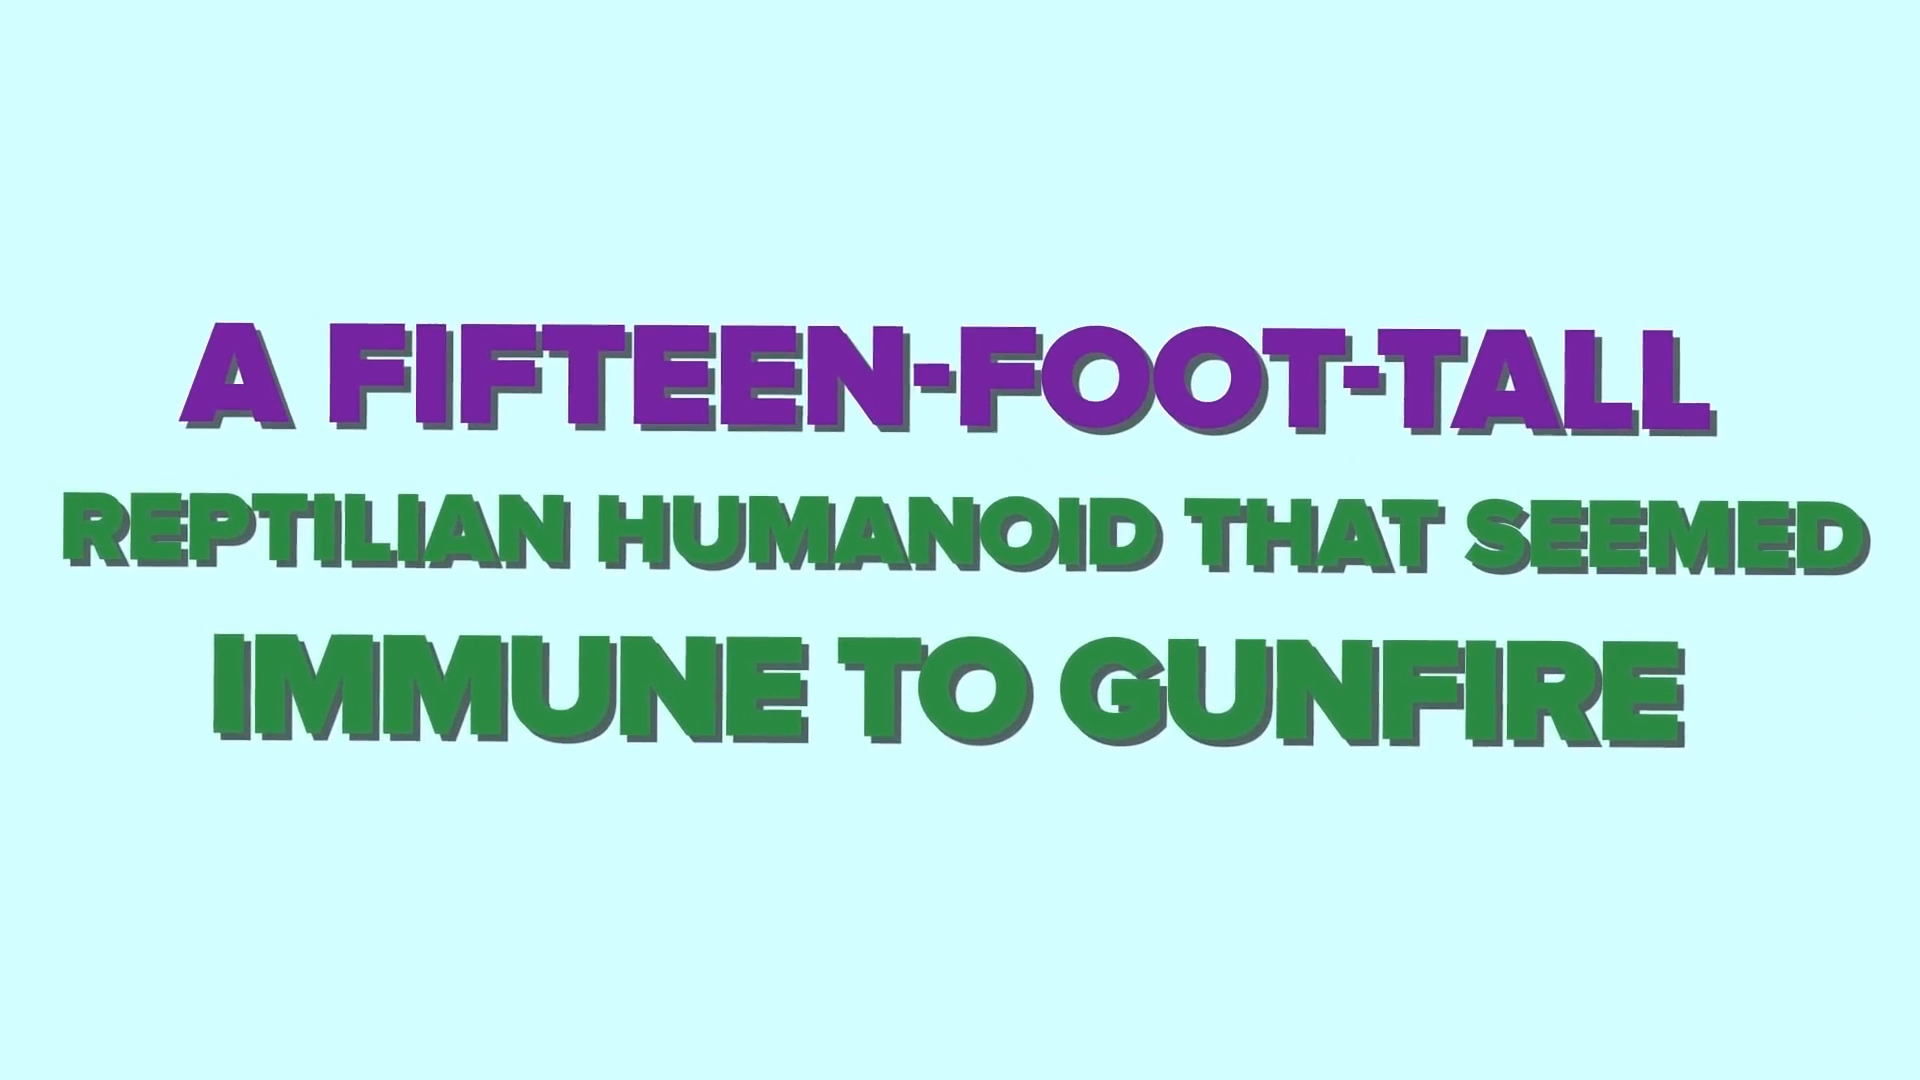 A FIFTEEN-FOOT-TALL
REPTILIAN HUMANOID THAT SEEMED
IMMUNE TO GUNFIRE